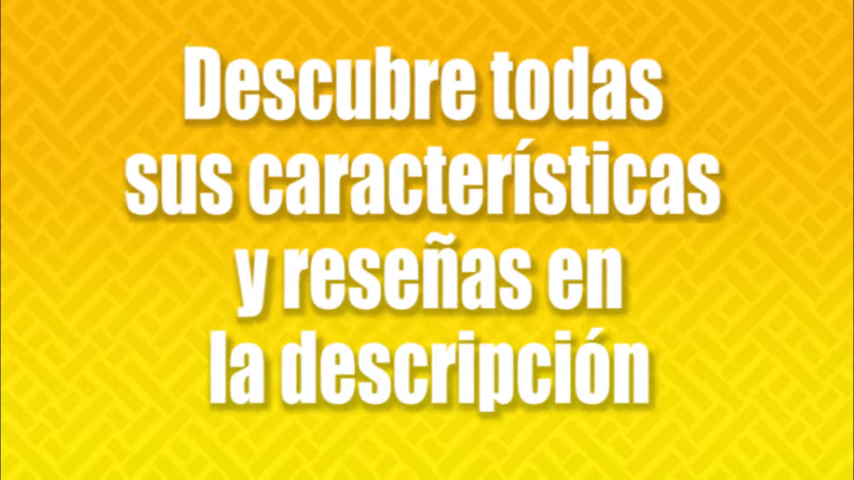 Descubre todas
sus características
y reseñas en
la descripción